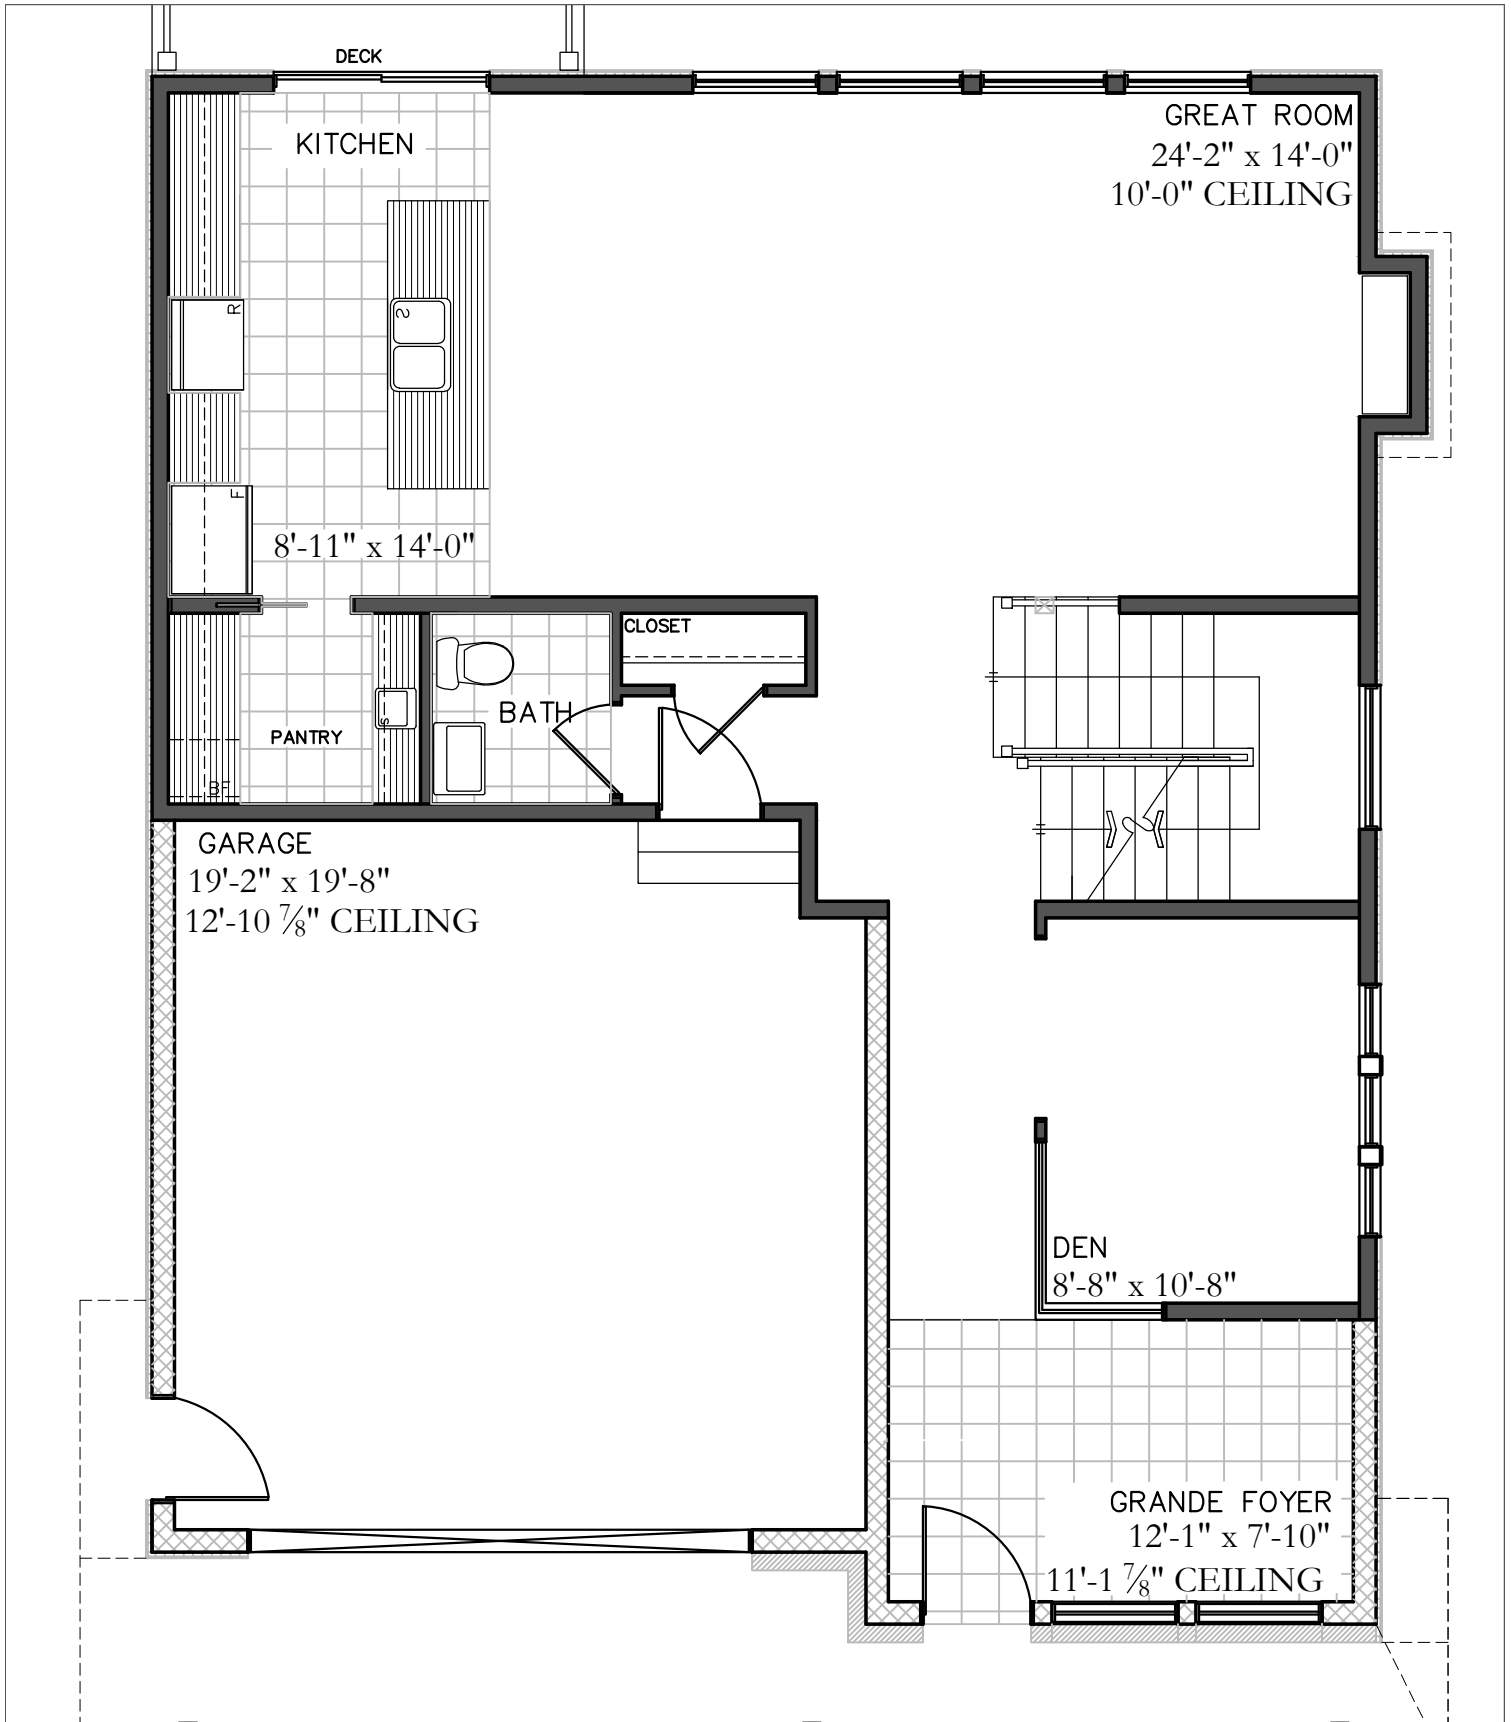 DECK
KITCHEN
GREAT ROOM
24'-2" x 14'-0"
10'-0" CEILING
R
S
F
8'-11" x 14'-0"
CLOSET
BATH
S
PANTRY
BF
GARAGE
19'-2" x 19'-8"
12'-10 ⅞" CEILING
DEN
8'-8" x 10'-8"
GRANDE FOYER
12'-1" x 7'-10"
11'-1 ⅞" CEILING